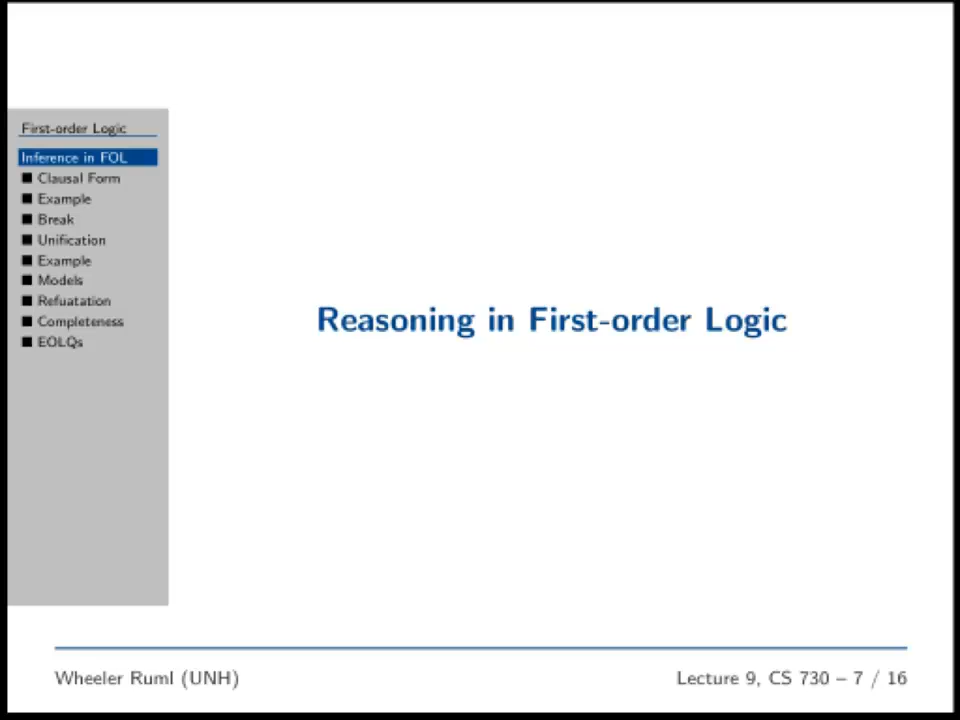 First-order Logic
Inference in FOL
Clausal Form
Example
Break
Unification
Example
Models
Refuatation
Completeness
EOLQs
Reasoning in First-order Logic
Wheeler Ruml (UNH)
Lecture 9, CS 730 – 7 / 16